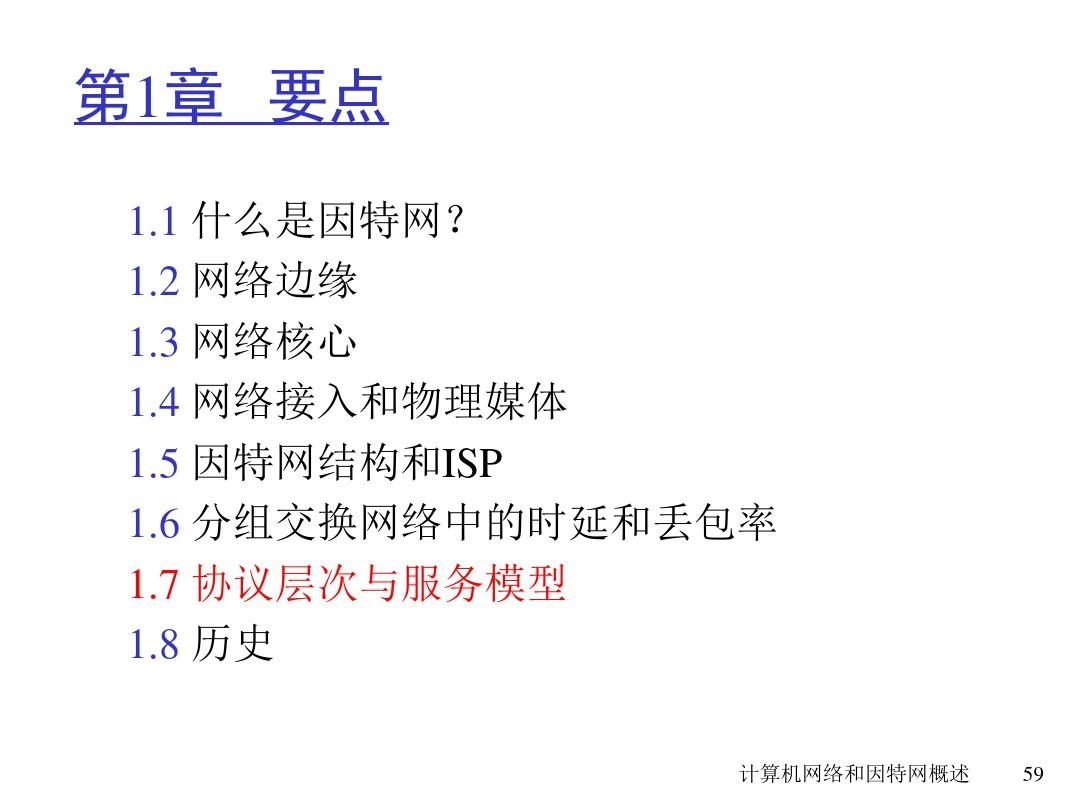 第1章 要点
1.1 什么是因特网？
1.2 网络边缘
1.3 网络核心
1.4 网络接入和物理媒体
1.5 因特网结构和ISP
1.6 分组交换网络中的时延和丢包率
1.7 协议层次与服务模型
1.8 历史
计算机网络和因特网概述 59